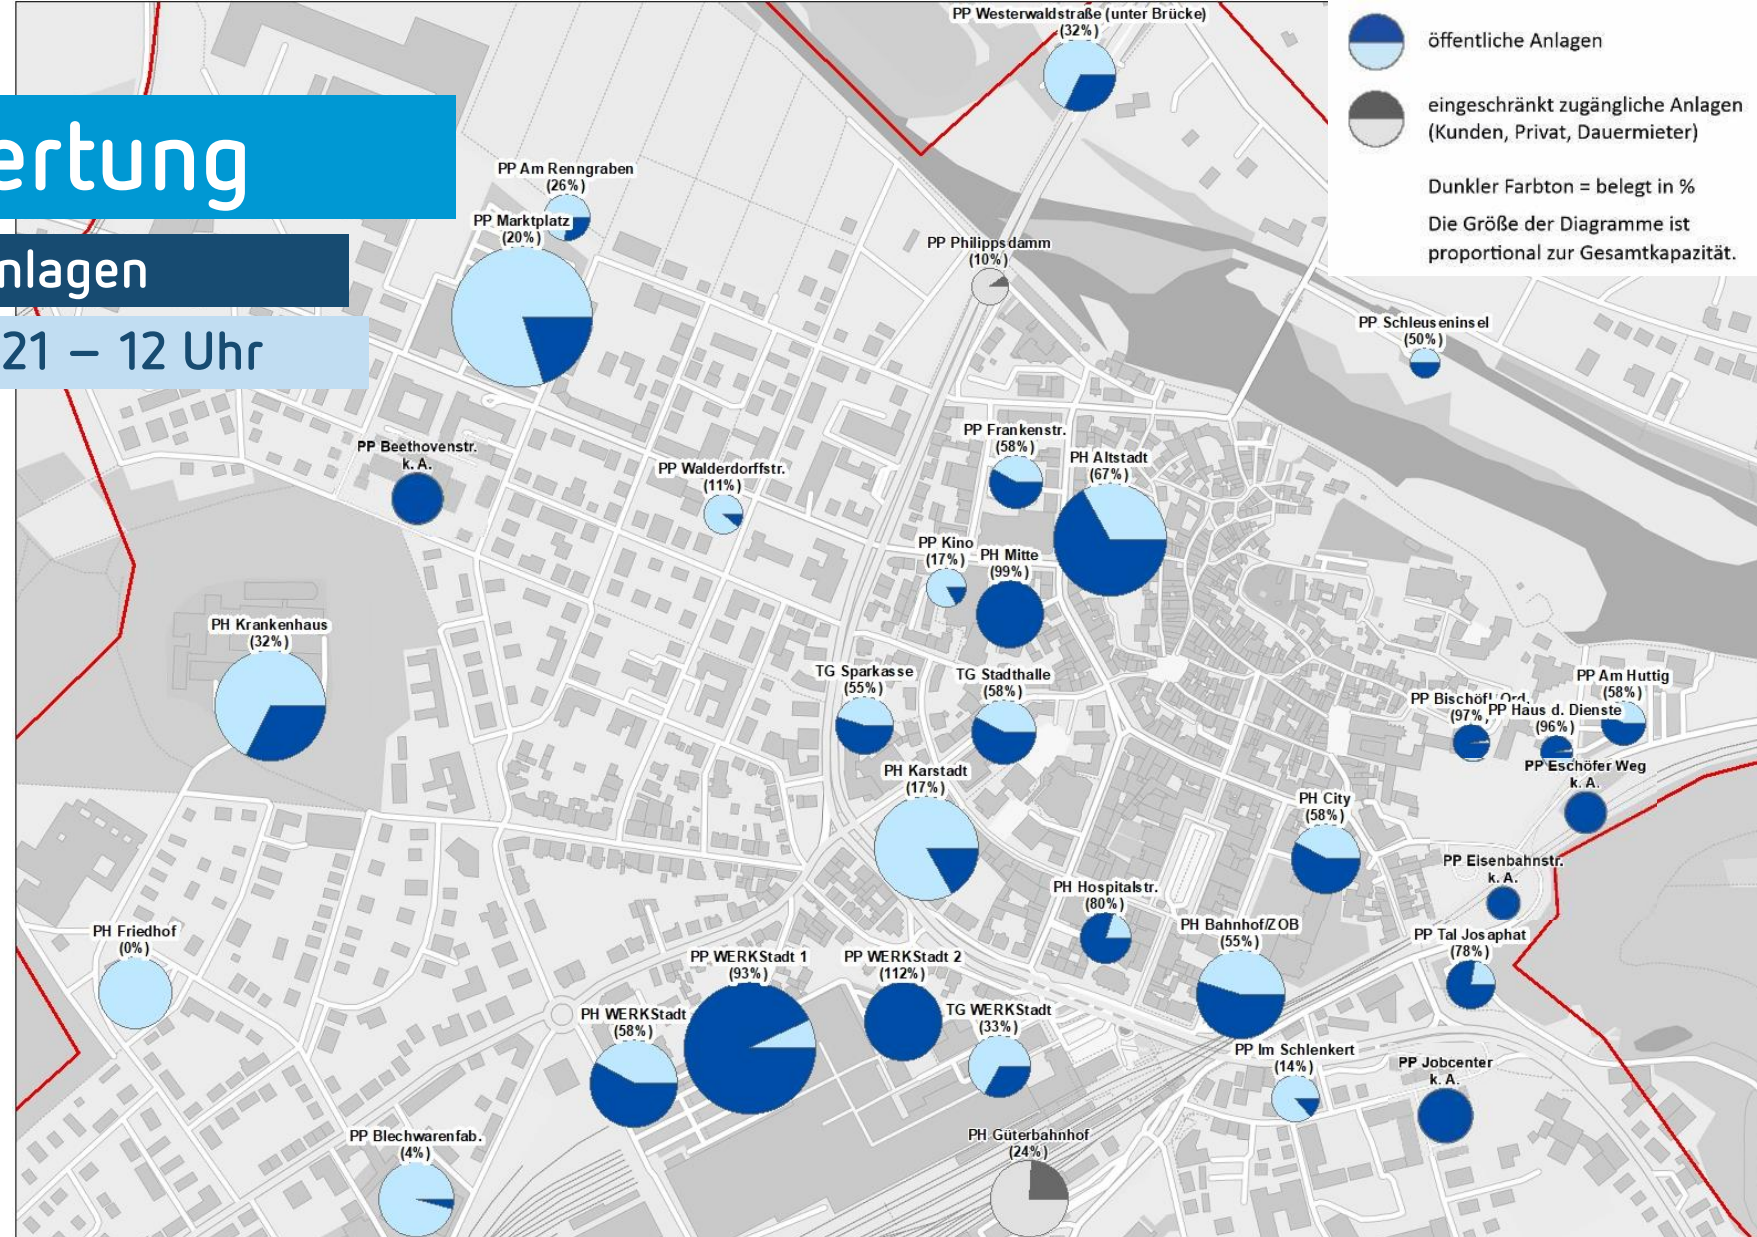 ertung
nlagen
21 – 12 Uhr
öffentliche Anlagen
eingeschränkt zugängliche Anlagen
(Kunden, Privat, Dauermieter)
Dunkler Farbton = belegt in %
Die Größe der Diagramme ist
proportional zur Gesamtkapazität.
PP Westerwaldstraße (unter Brücke)
(32%)
PP Am Renngraben
(26%)
PP Marktplatz
(20%)
PP Philippsdamm
(10%)
PP Schleuseninsel
(50%)
PP Beethovenstr.
k. A.
PP Walderdorffstr.
(11%)
PP Frankenstr.
(58%)
PH Altstadt
(67%)
PP Kino
(17%)
PH Mitte
(99%)
PH Krankenhaus
(32%)
TG Sparkasse
(55%)
TG Stadthalle
(58%)
PP Am Huttig
(58%)
PP Bischöfl. Ord.
(97%)
PP Haus d. Dienste
(96%)
PP Eschöfer Weg
k. A.
PH Karstadt
(17%)
PH City
(58%)
PP Eisenbahnstr.
k. A.
PH Hospitalstr.
(80%)
PH Friedhof
(0%)
PH Bahnhof/ZOB
(55%)
PP Tal Josaphat
(78%)
PP WERKStadt 1
(93%)
PP WERKStadt 2
(112%)
PH WERKStadt
(58%)
TG WERKStadt
(33%)
PP Im Schlenkert
(14%)
PP Jobcenter
k. A.
PP Blechwarenfab.
(4%)
PH Güterbahnhof
(24%)